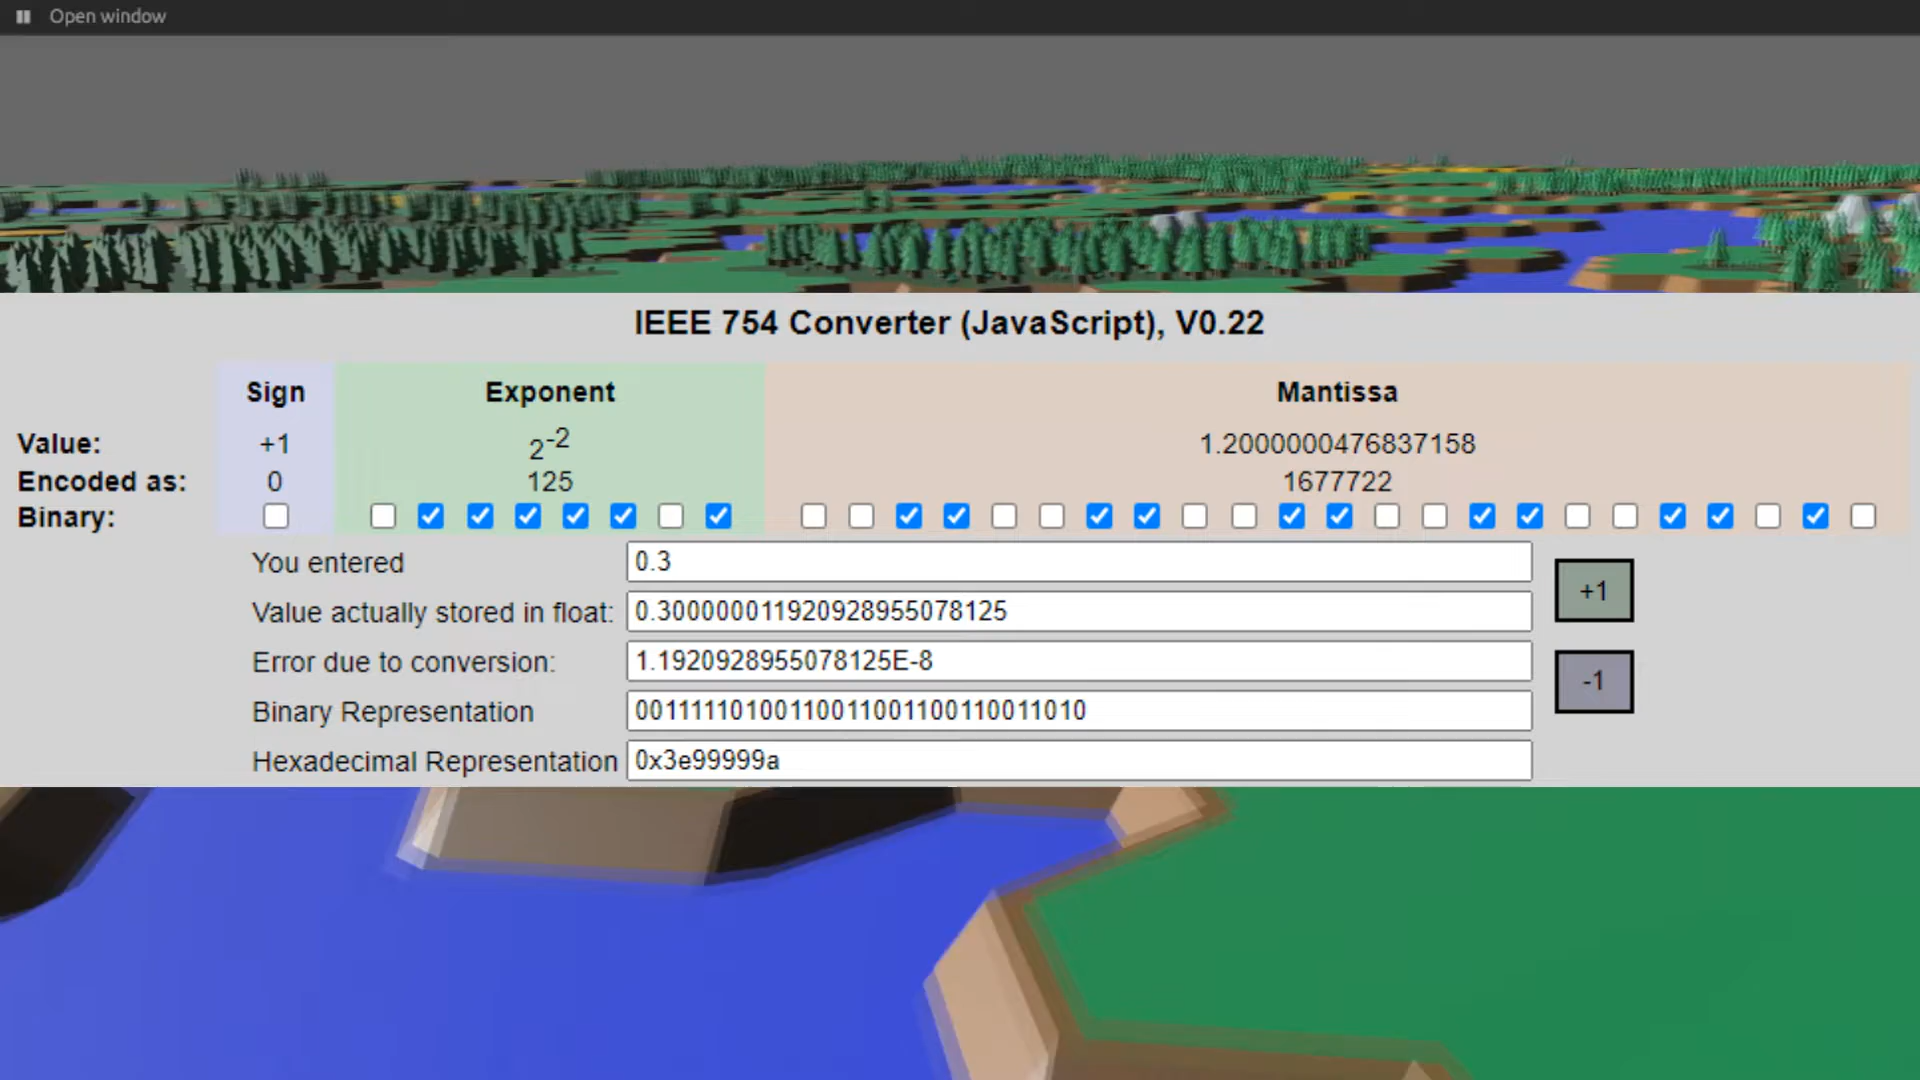 Open window
IEEE 754 Converter (JavaScript), V0.22
Sign Exponent Mantissa
Value: +1 2-2 1.2000000476837158
Encoded as: 0 125 1677722
Binary:
You entered 0.3
Value actually stored in float: 0.300000011920928955078125
+1
Error due to conversion: 1.1920928955078125E-8
-1
Binary Representation 00111110100110011001100110011010
Hexadecimal Representation 0x3e99999a